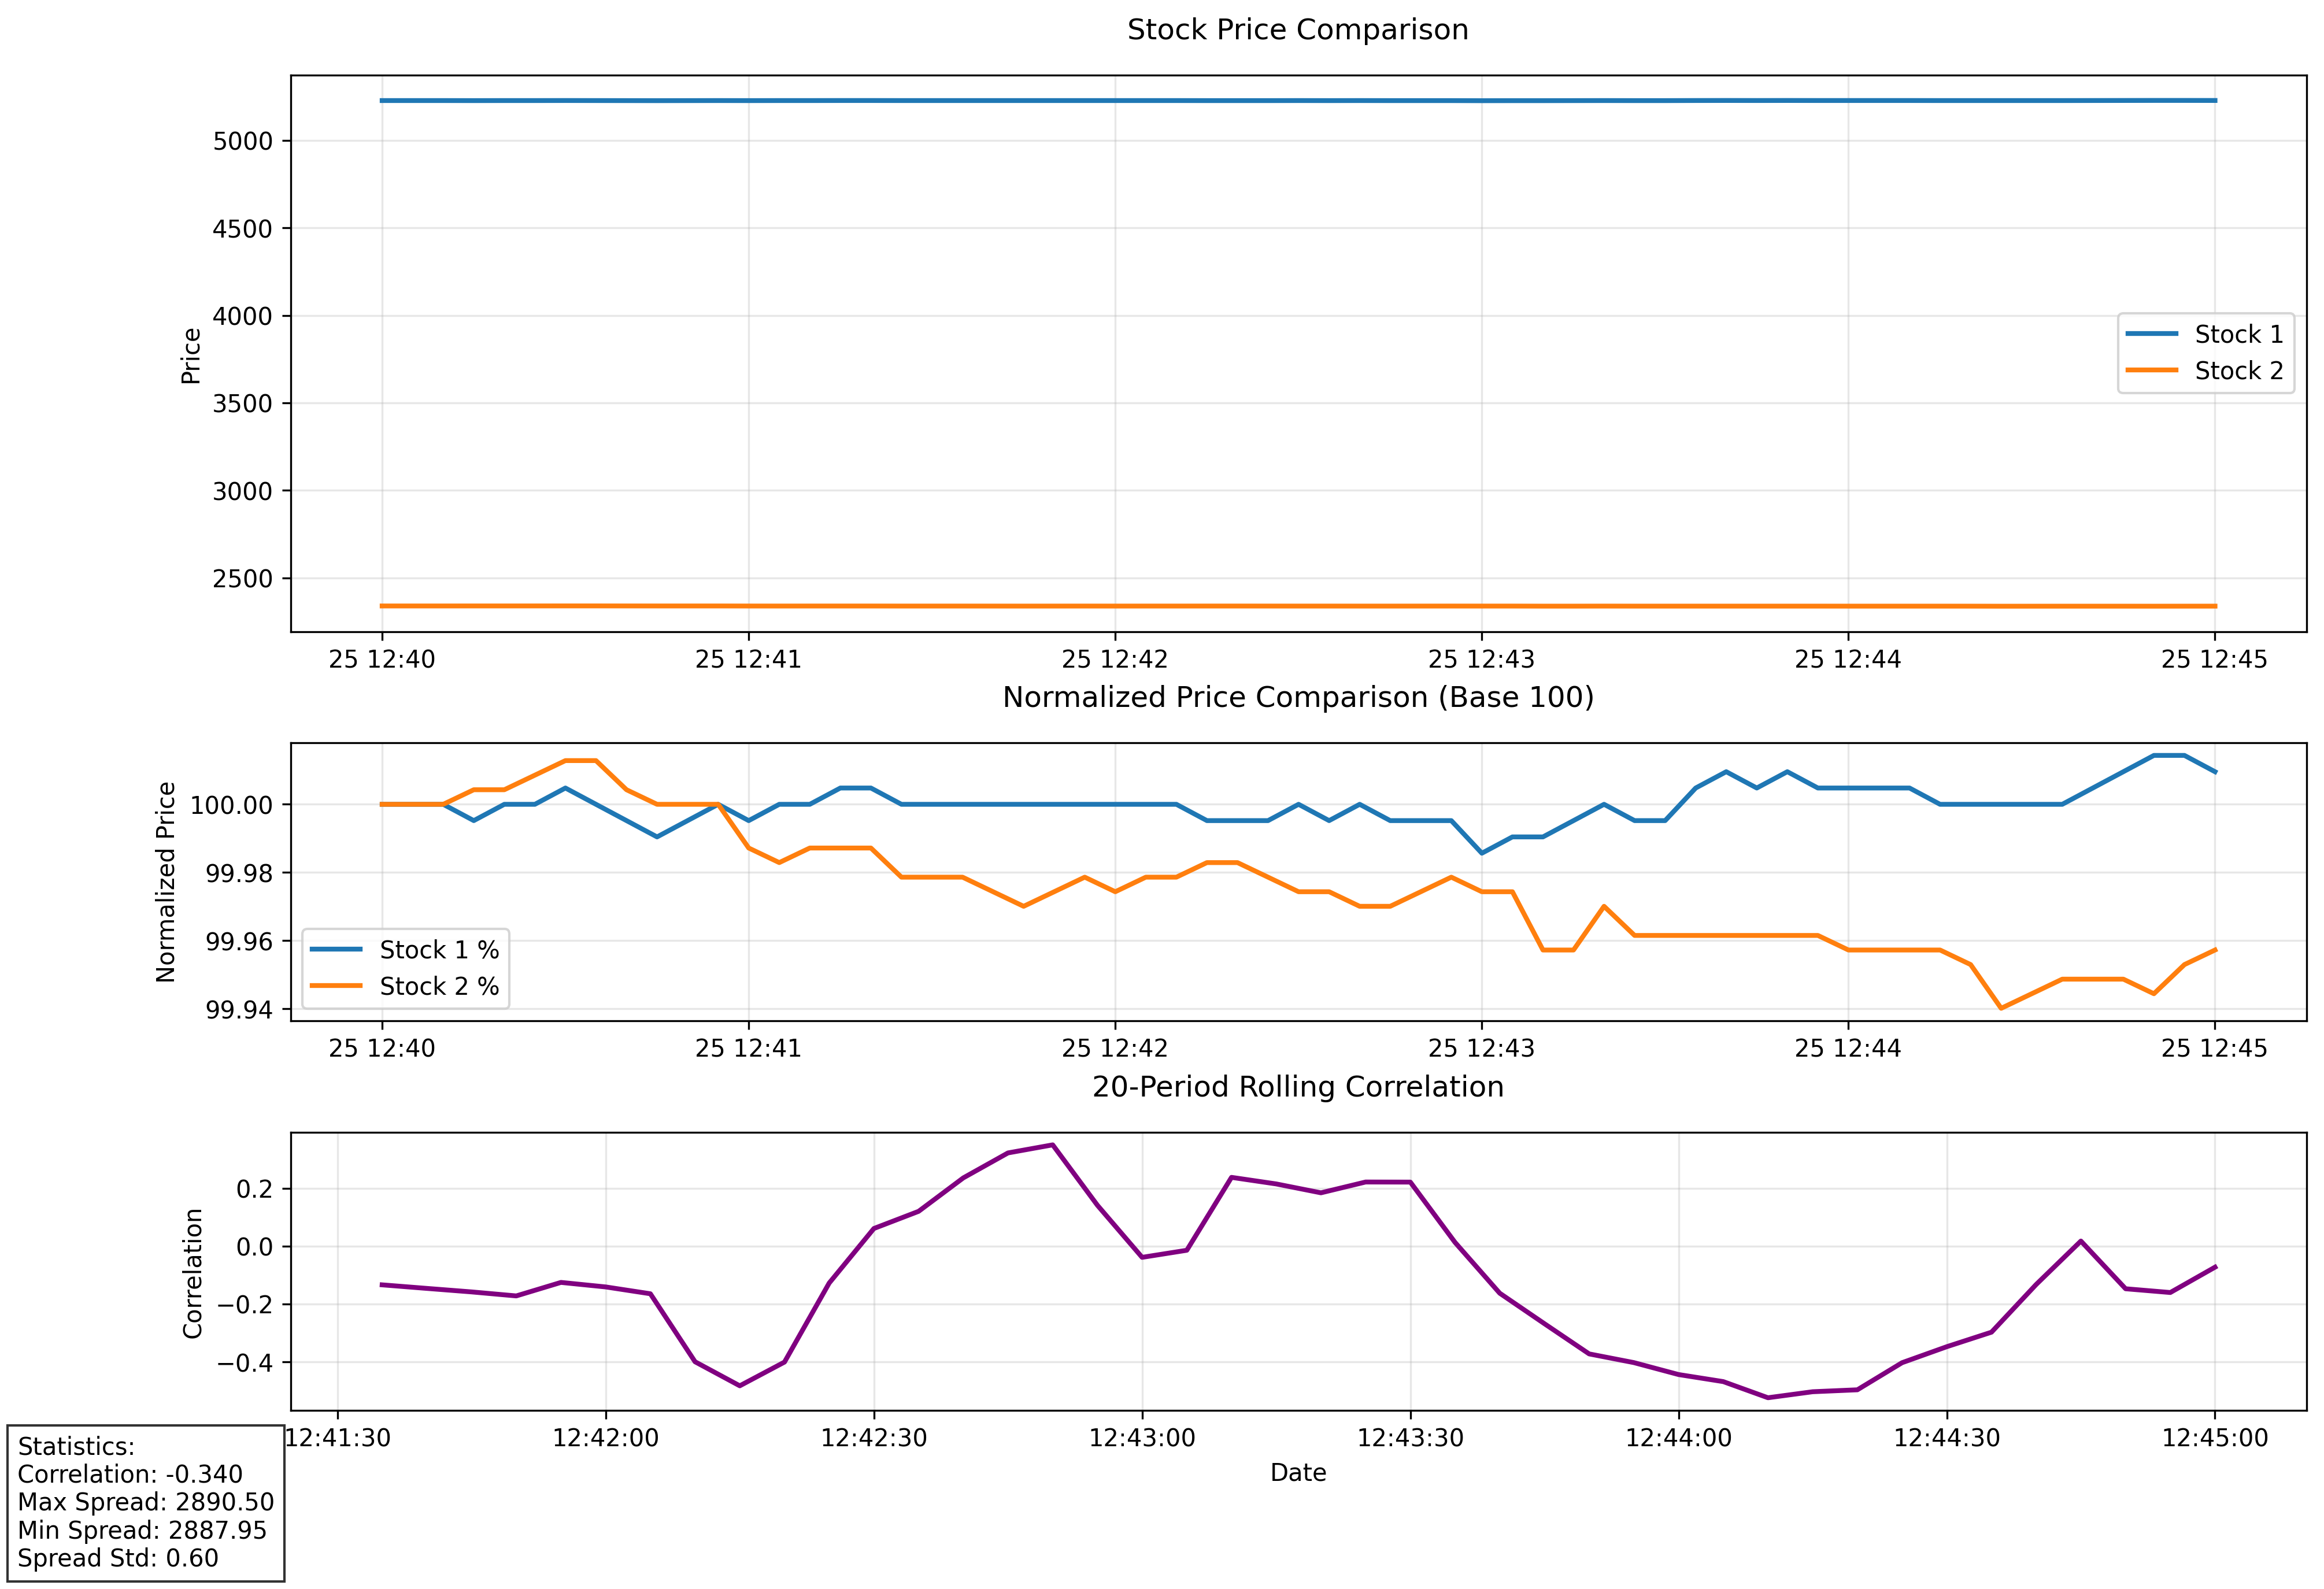 Stock Price Comparison
Price
5000
4500
4000
3500
3000
2500
Stock 1
Stock 2
25 12:40 25 12:41 25 12:42 25 12:43 25 12:44 25 12:45
Normalized Price Comparison (Base 100)
Normalized Price
100.00
99.98
99.96
99.94
Stock 1 %
Stock 2 %
25 12:40 25 12:41 25 12:42 25 12:43 25 12:44 25 12:45
20-Period Rolling Correlation
Correlation
0.2
0.0
−0.2
−0.4
12:41:30 12:42:00 12:42:30 12:43:00 12:43:30 12:44:00 12:44:30 12:45:00
Date
Statistics:
Correlation: -0.340
Max Spread: 2890.50
Min Spread: 2887.95
Spread Std: 0.60